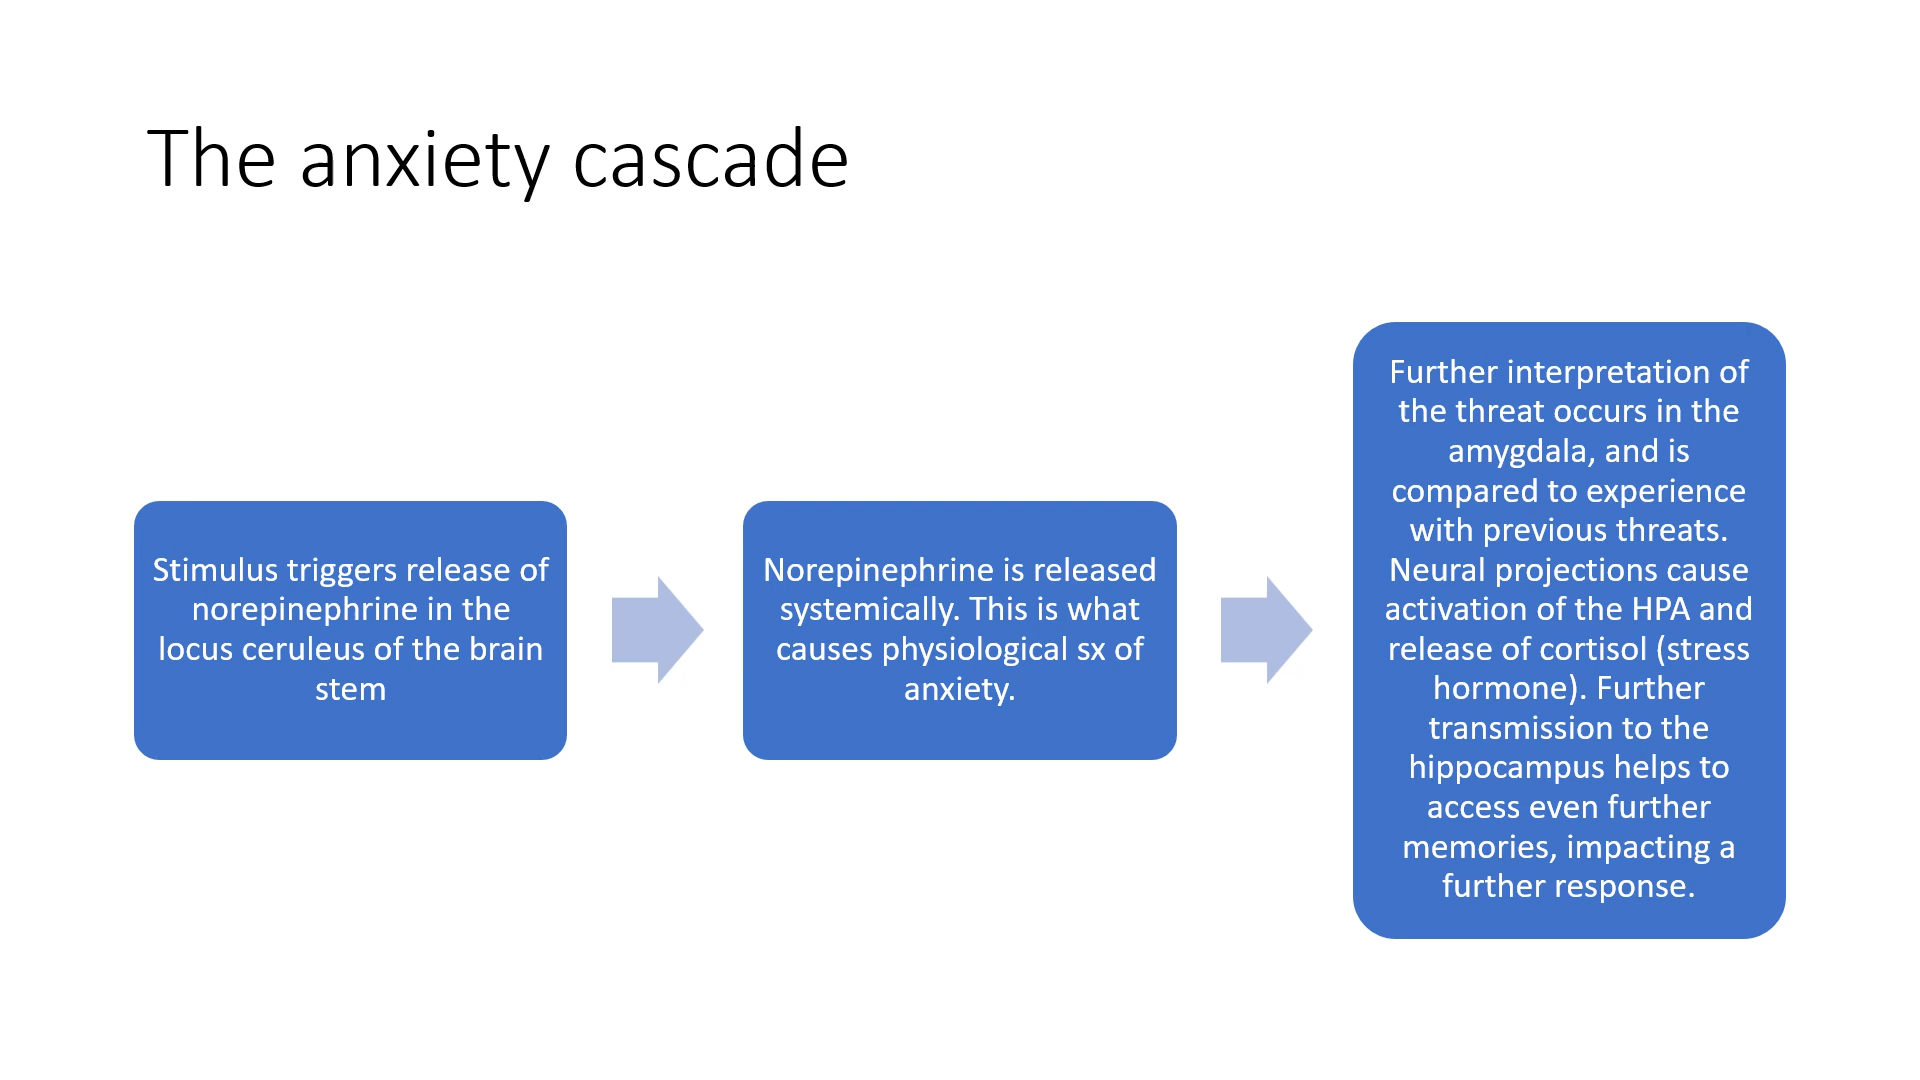 The anxiety cascade
Stimulus triggers release of
norepinephrine in the
locus ceruleus of the brain
stem
Norepinephrine is released
systemically. This is what
causes physiological sx of
anxiety.
Further interpretation of
the threat occurs in the
amygdala, and is
compared to experience
with previous threats.
Neural projections cause
activation of the HPA and
release of cortisol (stress
hormone). Further
transmission to the
hippocampus helps to
access even further
memories, impacting a
further response.